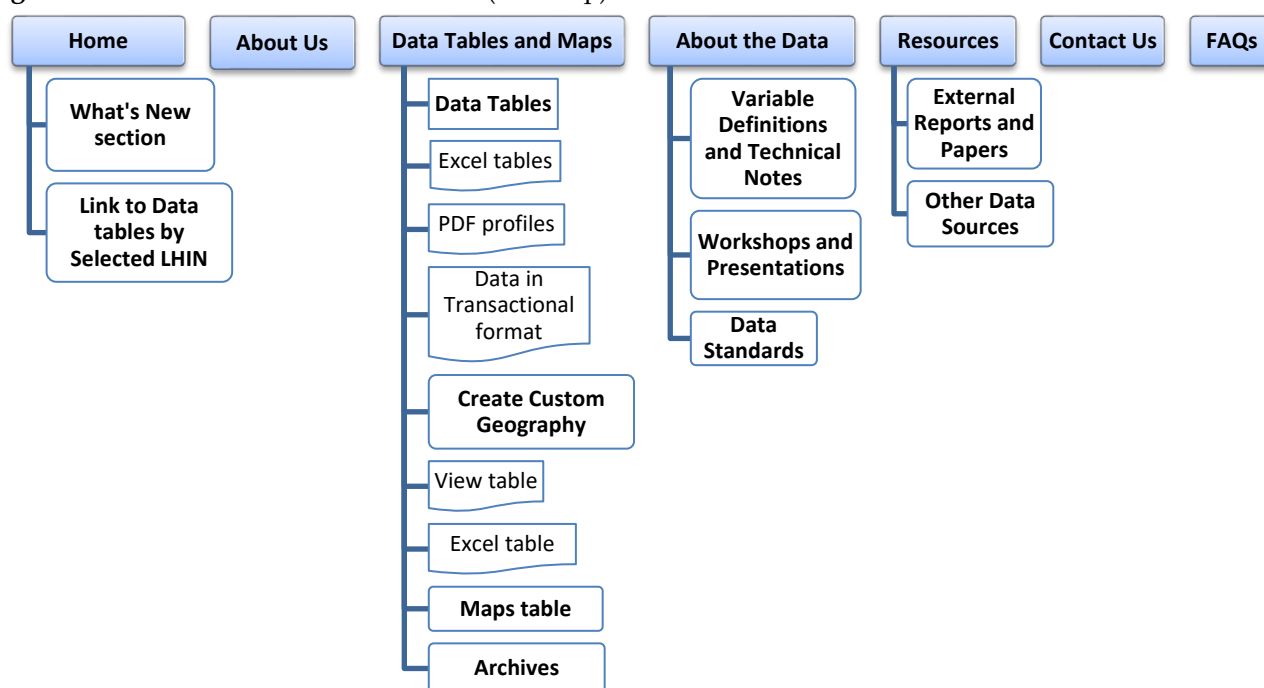 Home
About Us
Data Tables and Maps
About the Data
Resources
Contact Us
FAQs
What's New
section
Link to Data
tables by
Selected LHIN
Data Tables
Excel tables
PDF profiles
Data in
Transactional
format
Create Custom
Geography
View table
Excel table
Maps table
Archives
Variable
Definitions
and Technical
Notes
Workshops and
Presentations
Data
Standards
External
Reports and
Papers
Other Data
Sources